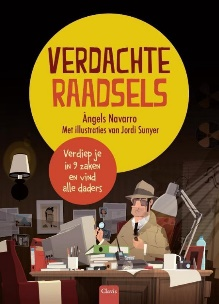 VERDACHTE
RAADSELS
Àngels Navarro
Met illustraties van Jordi Sunyer
Verdiep je
in 9 zaken
en vind
alle daders
Clavis